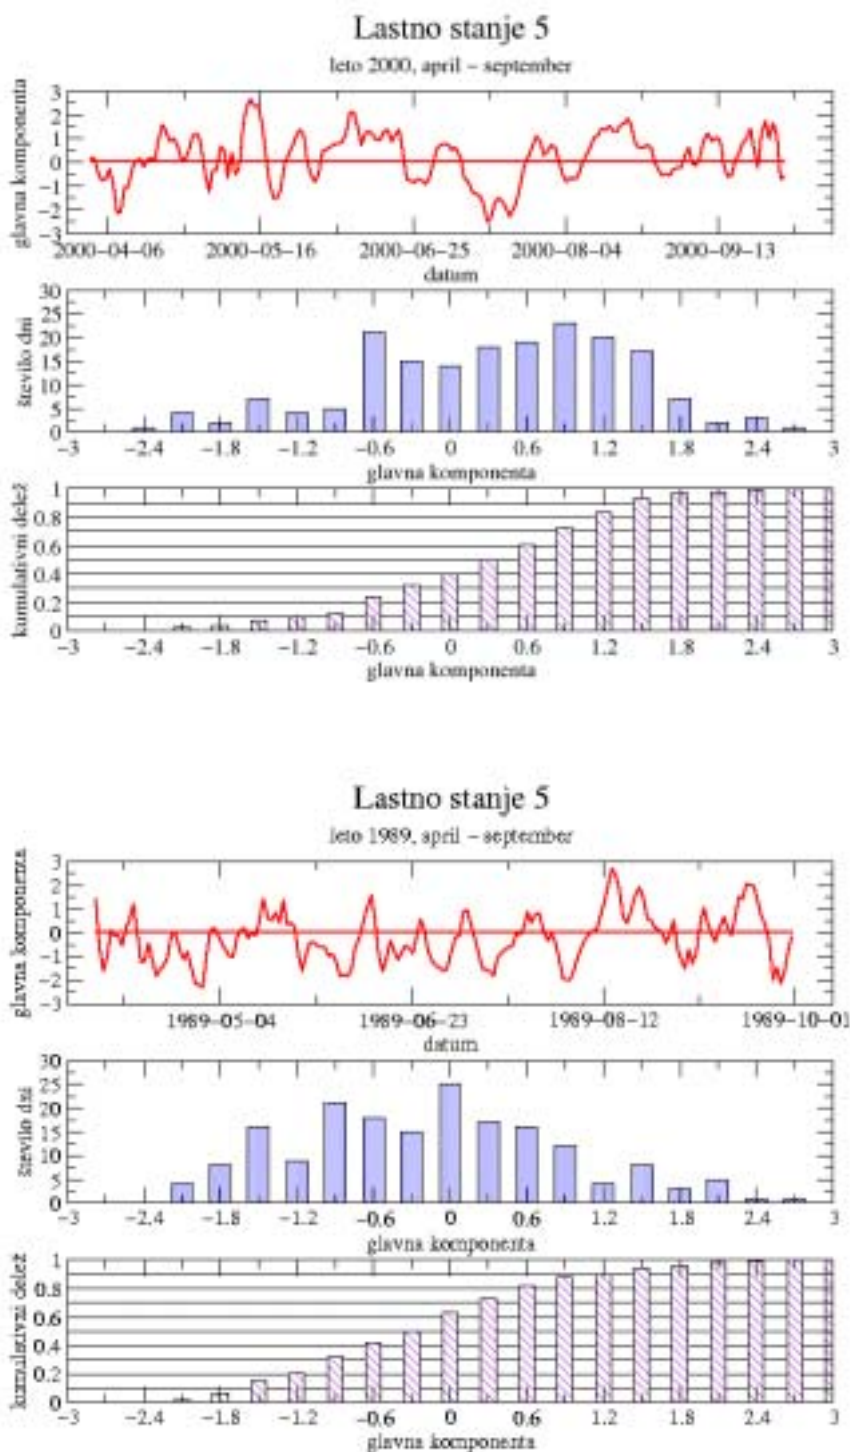 Lastno stanje 5
leto 2000, april – september
glavna komponenta
3
2
1
0
−1
−2
−3
2000−04−06 2000−05−16 2000−06−25 2000−08−04 2000−09−13
datum
število dni
30
25
20
15
10
5
0
−3 −2.4 −1.8 −1.2 −0.6 0 0.6 1.2 1.8 2.4 3
glavna komponenta
kumulativni delež
1
0.8
0.6
0.4
0.2
0
−3 −2.4 −1.8 −1.2 −0.6 0 0.6 1.2 1.8 2.4 3
glavna komponenta
Lastno stanje 5
leto 1989, april – september
glavna komponenta
3
2
1
0
−1
−2
−3
1989−05−04 1989−06−23 1989−08−12 1989−10−01
datum
število dni
30
25
20
15
10
5
0
−3 −2.4 −1.8 −1.2 −0.6 0 0.6 1.2 1.8 2.4 3
glavna komponenta
kumulativni delež
1
0.8
0.6
0.4
0.2
0
−3 −2.4 −1.8 −1.2 −0.6 0 0.6 1.2 1.8 2.4 3
glavna komponenta